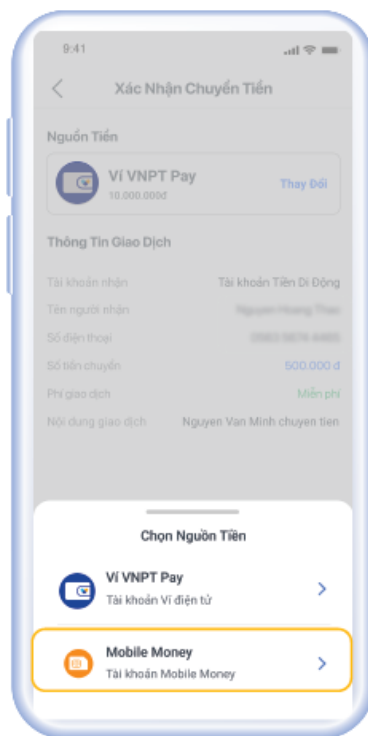 9:41
Xác Nhận Chuyển Tiền
Nguồn Tiền
Ví VNPT Pay
10.000.000đ
Thay Đổi
Thông Tin Giao Dịch
Tài khoản nhận Tài khoản Tiền Di Động
Tên người nhận
Số điện thoại
Số tiền chuyển 500.000 đ
Phí giao dịch Miễn phí
Nội dung giao dịch Nguyen Van Minh chuyen tien
Chọn Nguồn Tiền
Ví VNPT Pay
Tài khoản Ví điện tử
Mobile Money
Tài khoản Mobile Money